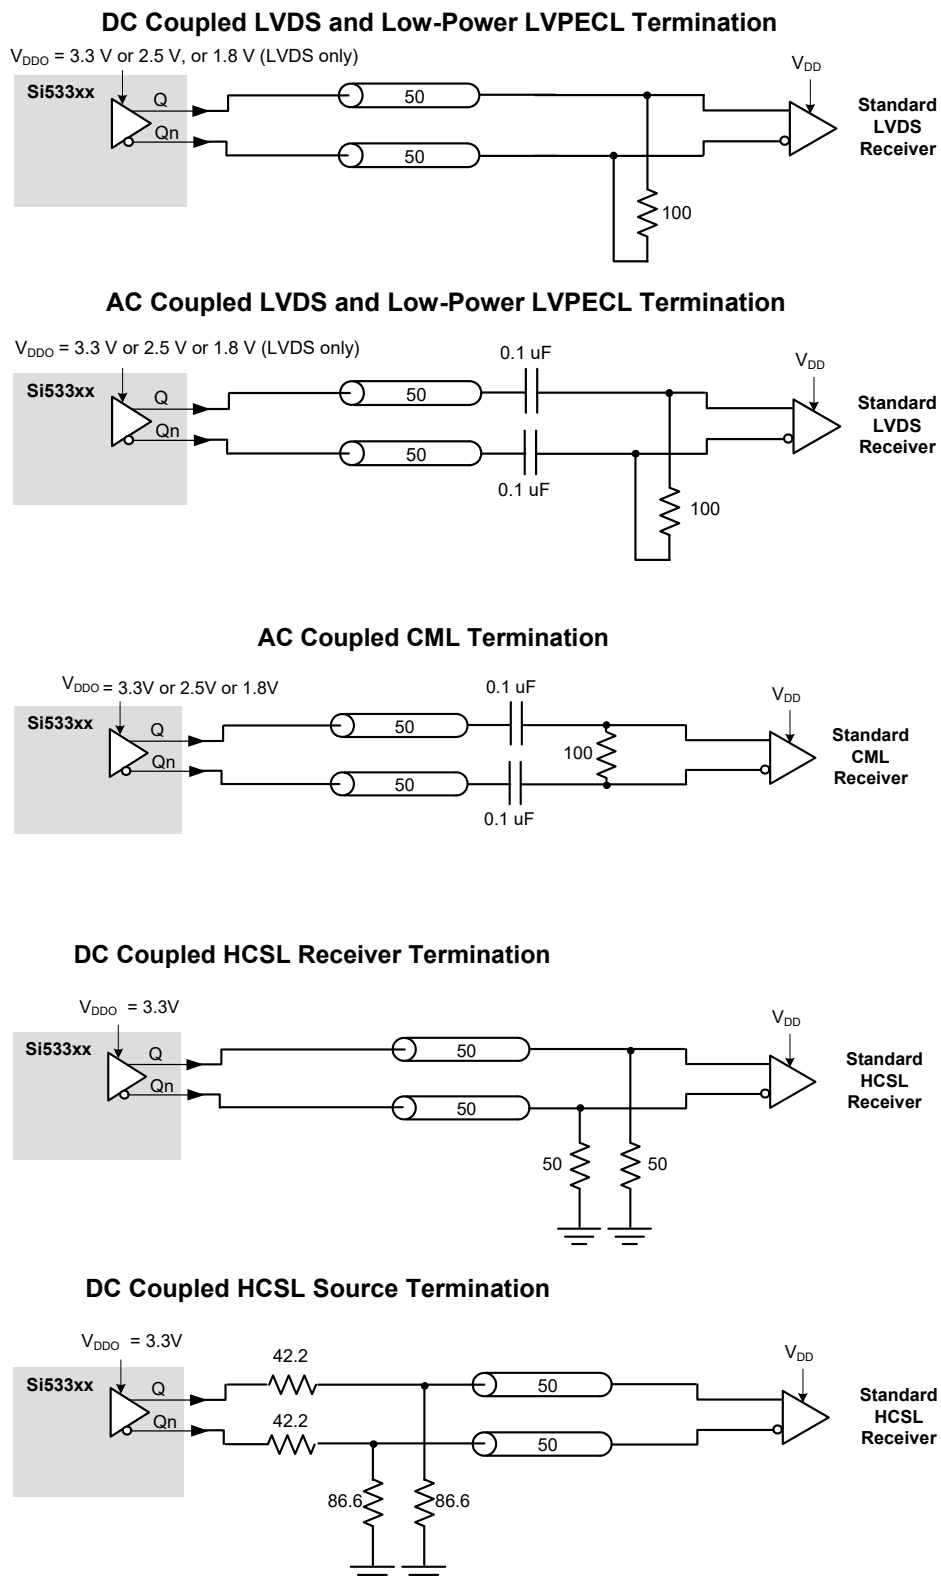 DC Coupled LVDS and Low-Power LVPECL Termination
VDDO = 3.3 V or 2.5 V, or 1.8 V (LVDS only)
VDD
Si533xx
Q
50
Standard
LVDS
Receiver
Qn
50
100
AC Coupled LVDS and Low-Power LVPECL Termination
VDDO = 3.3 V or 2.5 V or 1.8 V (LVDS only)
0.1 uF
VDD
Si533xx
Q
50
Standard
LVDS
Receiver
Qn
50
0.1 uF
100
AC Coupled CML Termination
VDDO = 3.3V or 2.5V or 1.8V
0.1 uF
VDD
Si533xx
Q
50
Standard
CML
Receiver
100
Qn
50
0.1 uF
DC Coupled HCSL Receiver Termination
VDDO = 3.3V
VDD
Si533xx
Q
50
Standard
HCSL
Receiver
Qn
50
50
50
DC Coupled HCSL Source Termination
VDDO = 3.3V
42.2
VDD
Si533xx
Q
50
Standard
HCSL
Receiver
Qn
42.2
50
86.6
86.6